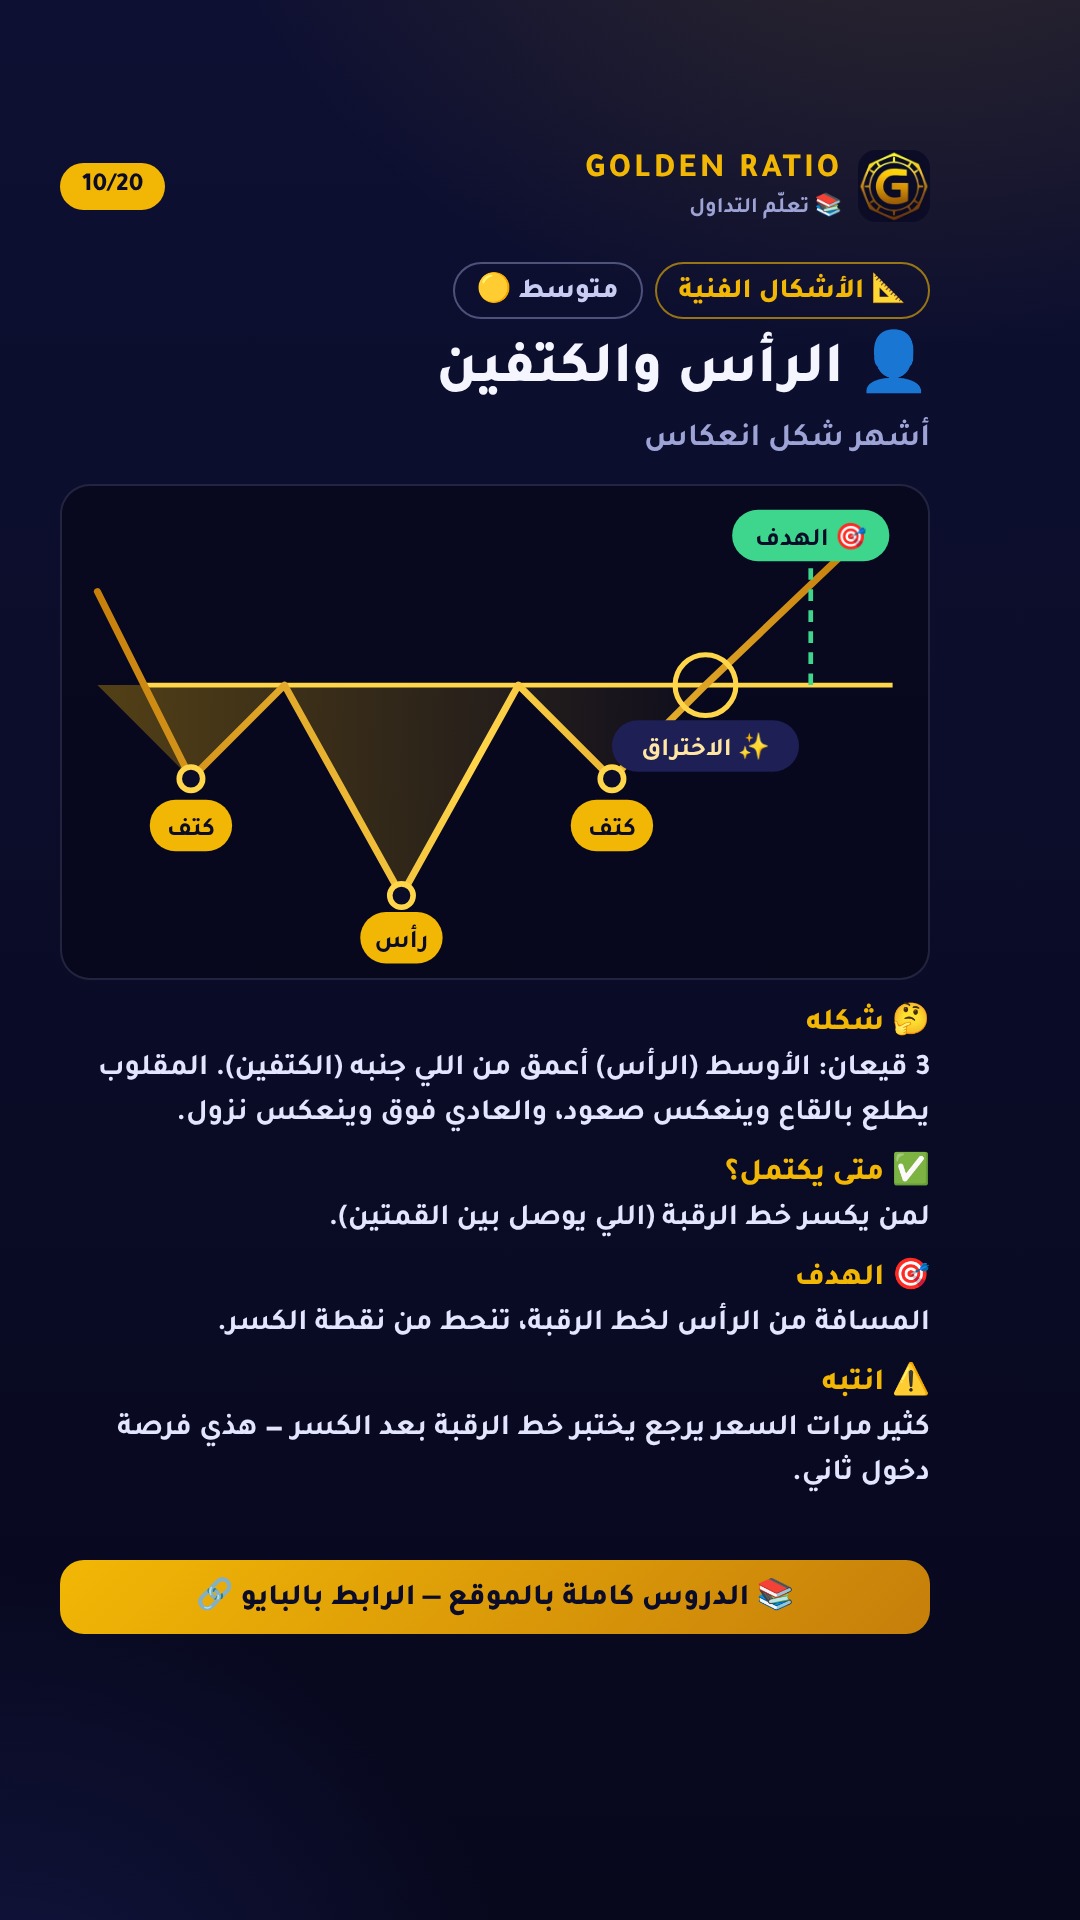 GOLDEN RATIO
📚 تعلّم التداول
10/20
📐 الأشكال الفنية
متوسط 🟡
👤 الرأس والكتفين
أشهر شكل انعكاس
🎯 الهدف
✨ الاختراق
كتف
كتف
رأس
🤔 شكله
3 قيعان: الأوسط (الرأس) أعمق من اللي جنبه (الكتفين). المقلوب
يطلع بالقاع وينعكس صعود، والعادي فوق وينعكس نزول.
✅ متى يكتمل؟
لمن يكسر خط الرقبة (اللي يوصل بين القمتين).
🎯 الهدف
المسافة من الرأس لخط الرقبة، تنحط من نقطة الكسر.
⚠️ انتبه
كثير مرات السعر يرجع يختبر خط الرقبة بعد الكسر – هذي فرصة
دخول ثاني.
📚 الدروس كاملة بالموقع – الرابط بالبايو 🔗